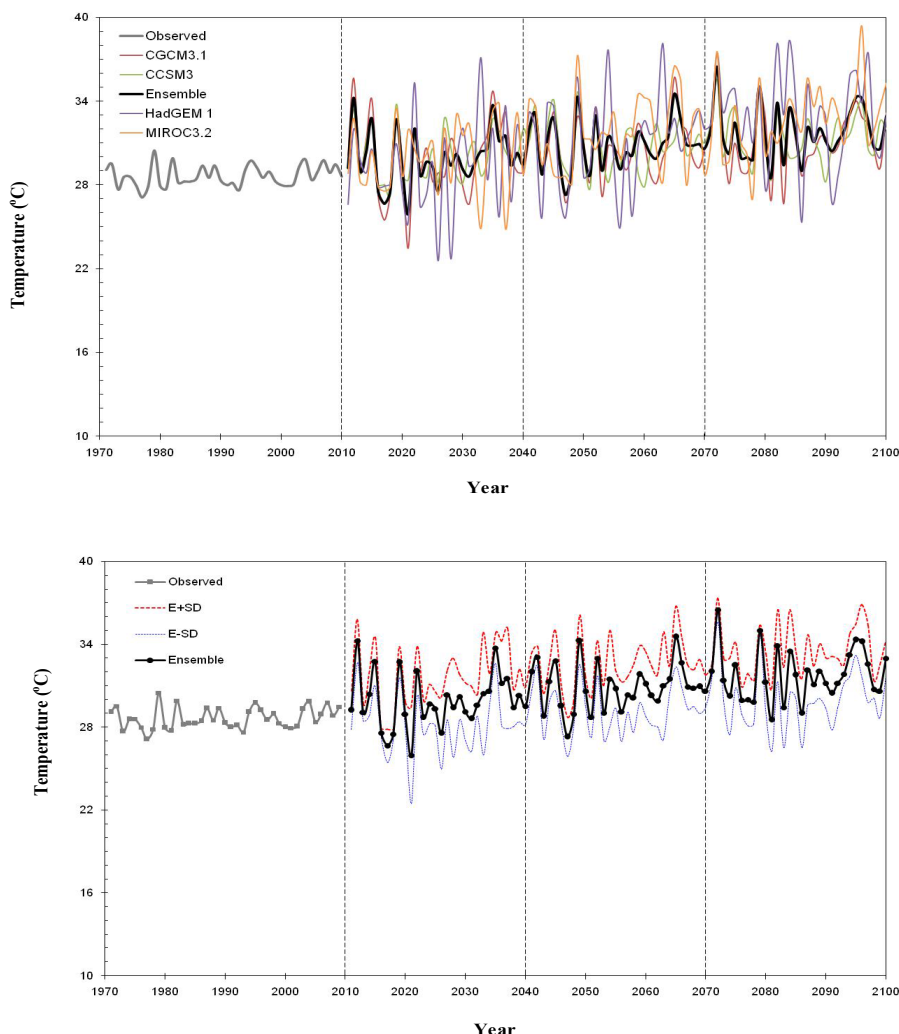 40
34
28
22
16
10
Temperature (⁰C)
Observed
CGCM3.1
CCSM3
Ensemble
HadGEM 1
MIROC3.2
1970 1980 1990 2000 2010 2020 2030 2040 2050 2060 2070 2080 2090 2100
Year
40
34
28
22
16
10
Temperature (⁰C)
Observed
E+SD
E-SD
Ensemble
1970 1980 1990 2000 2010 2020 2030 2040 2050 2060 2070 2080 2090 2100
Year